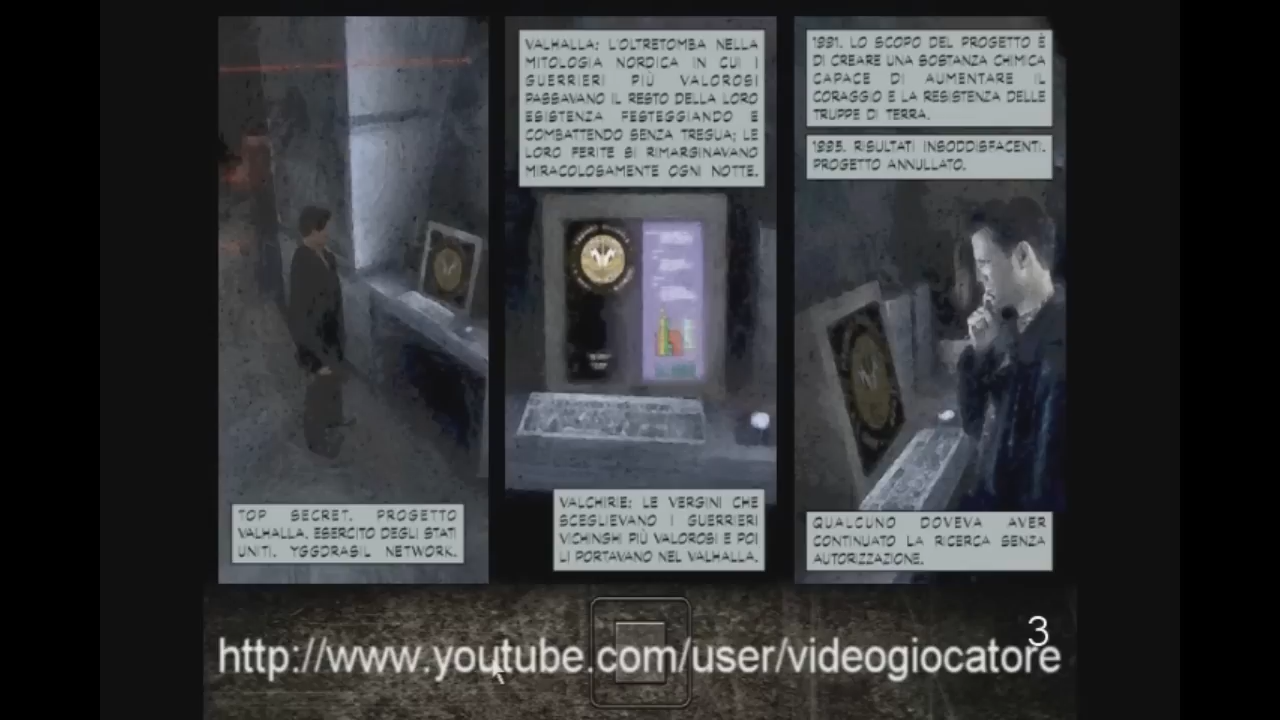 TOP SECRET. PROGETTO
VALHALLA. ESERCITO DEGLI STATI
UNITI. YGGDRASIL NETWORK.
VALHALLA: L'OLTRETOMBA NELLA
MITOLOGIA NORDICA IN CUI I
GUERRIERI PIÙ VALOROSI
PASSAVANO IL RESTO DELLA LORO
ESISTENZA FESTEGGIANDO E
COMBATTENDO SENZA TREGUA; LE
LORO FERITE SI RIMARGINAVANO
MIRACOLOSAMENTE OGNI NOTTE.
VALCHIRIE: LE VERGINI CHE
SCEGLIEVANO I GUERRIERI
VICHINGHI PIÙ VALOROSI E POI
LI PORTAVANO NEL VALHALLA.
1991. LO SCOPO DEL PROGETTO È
DI CREARE UNA SOSTANZA CHIMICA
CAPACE DI AUMENTARE IL
CORAGGIO E LA RESISTENZA DELLE
TRUPPE DI TERRA.
1995. RISULTATI INSODDISFACENTI.
PROGETTO ANNULLATO.
QUALCUNO DOVEVA AVER
CONTINUATO LA RICERCA SENZA
AUTORIZZAZIONE.
3
http://www.youtube.com/user/videogiocatore